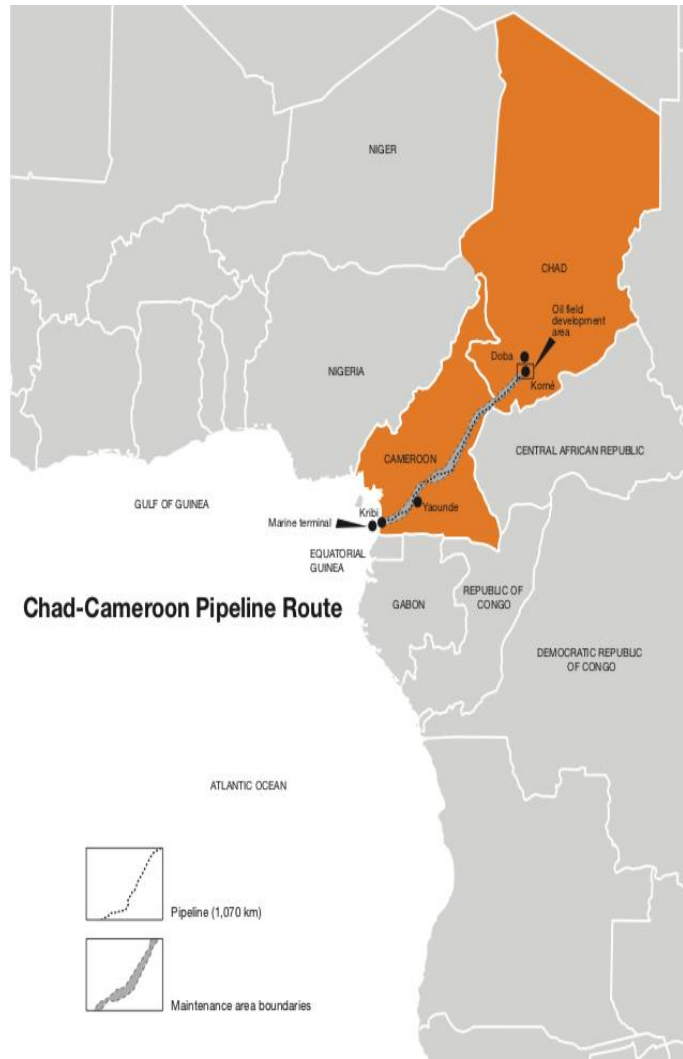 NIGER
CHAD
Oil field
development
area
Doba
Komé
NIGERIA
CENTRAL AFRICAN REPUBLIC
CAMEROON
GULF OF GUINEA
Kribi
Yaounde
Marine terminal
EQUATORIAL
GUINEA
Chad-Cameroon Pipeline Route
GABON
REPUBLIC OF
CONGO
DEMOCRATIC REPUBLIC
OF CONGO
ATLANTIC OCEAN
Pipeline (1,070 km)
Maintenance area boundaries